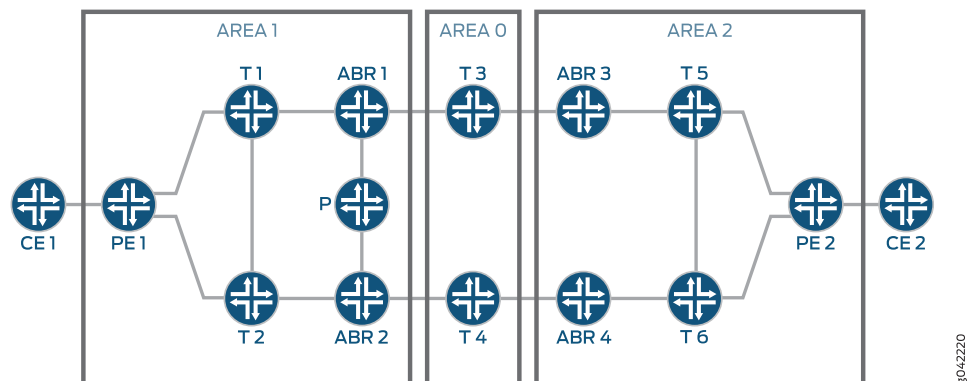 AREA 1
AREA 0
AREA 2
T 1
ABR 1
T 3
ABR 3
T 5
P
CE 1
PE 1
PE 2
CE 2
T 2
ABR 2
T 4
ABR 4
T 6